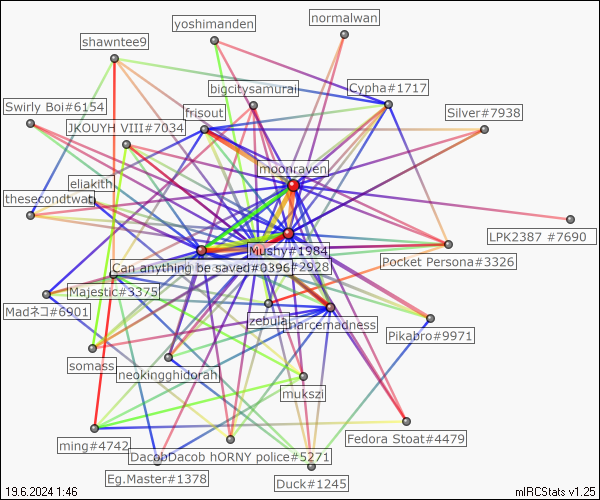 yoshimanden
normalwan
shawntee9
bigcitysamurai
Cypha#1717
Swirly Boi#6154
frisout
Silver#7938
JKOUYH VIII#7034
moonraven
eliakith
thesecondtwat
LPK2387 #7690
Mushy#1984
Pocket Persona#3326
Can anything be saved#0396
#2928
Majestic#3375
Madネコ#6901
zebula
marcemadness
Pikabro#9971
somass
neokingghidorah
mukszi
ming#4742
Fedora Stoat#4479
DacobDacob hORNY police#5271
Eg.Master#1378
Duck#1245
19.6.2024 1:46
mIRCStats v1.25